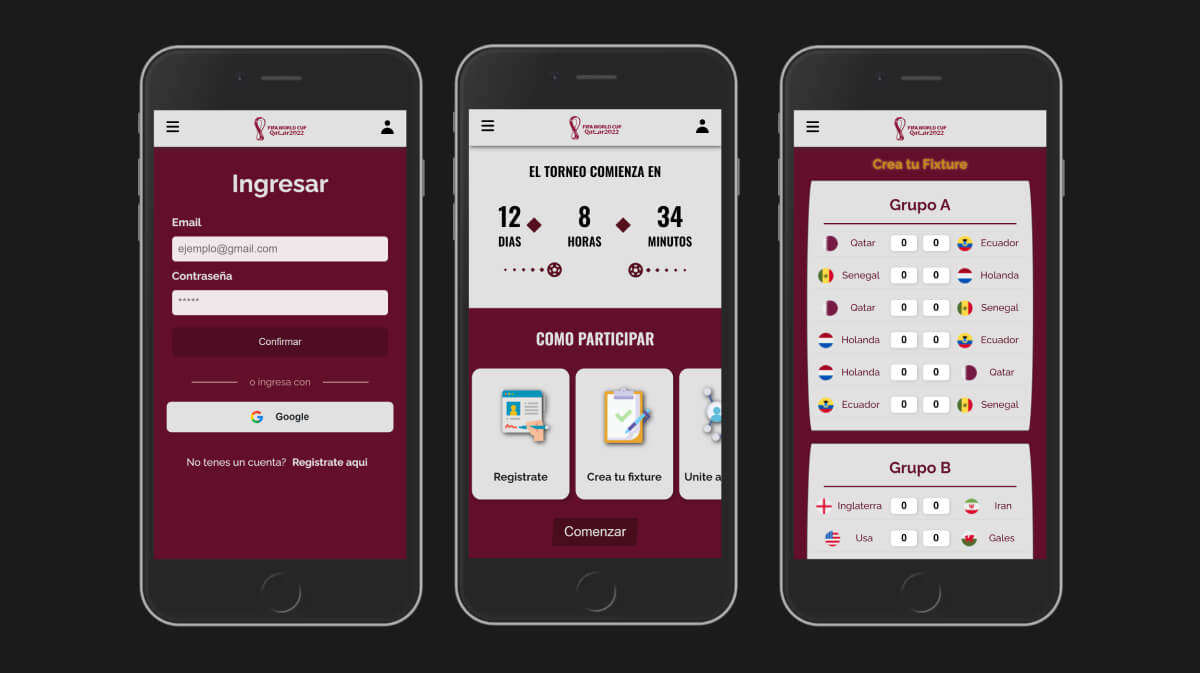 FIFA WORLD CUP
Qatar2022
Ingresar
Email
ejemplo@gmail.com
Contraseña
*****
Confirmar
o ingresa con
Google
No tenes un cuenta? Registrate aqui
FIFA WORLD CUP
Qatar2022
EL TORNEO COMIENZA EN
12 8 34
DIAS HORAS MINUTOS
COMO PARTICIPAR
Registrate Crea tu fixture Unite a
Comenzar
FIFA WORLD CUP
Qatar2022
Crea tu Fixture
Grupo A
Qatar 0 0 Ecuador
Senegal 0 0 Holanda
Qatar 0 0 Senegal
Holanda 0 0 Ecuador
Holanda 0 0 Qatar
Ecuador 0 0 Senegal
Grupo B
Inglaterra 0 0 Iran
Usa 0 0 Gales